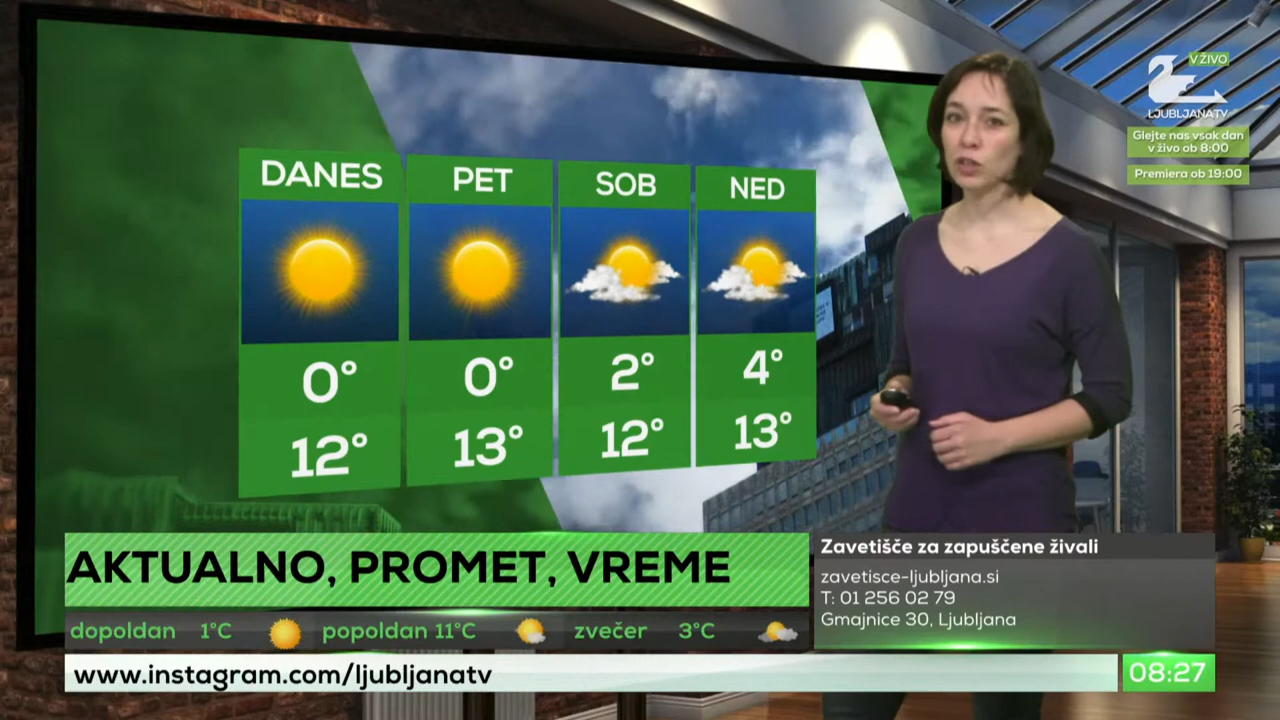 DANES
PET
SOB
NED
0°
0°
2°
4°
12°
13°
12°
13°
V ŽIVO
LJUBLJANATV
Glejte nas vsak dan
v živo ob 8:00
Premiera ob 19:00
AKTUALNO, PROMET, VREME
dopoldan 1°C popoldan 11°C zvečer 3°C
Zavetišče za zapuščene živali
zavetisce-ljubljana.si
T: 01 256 02 79
Gmajnice 30, Ljubljana
www.instagram.com/ljubljanatv
08:27